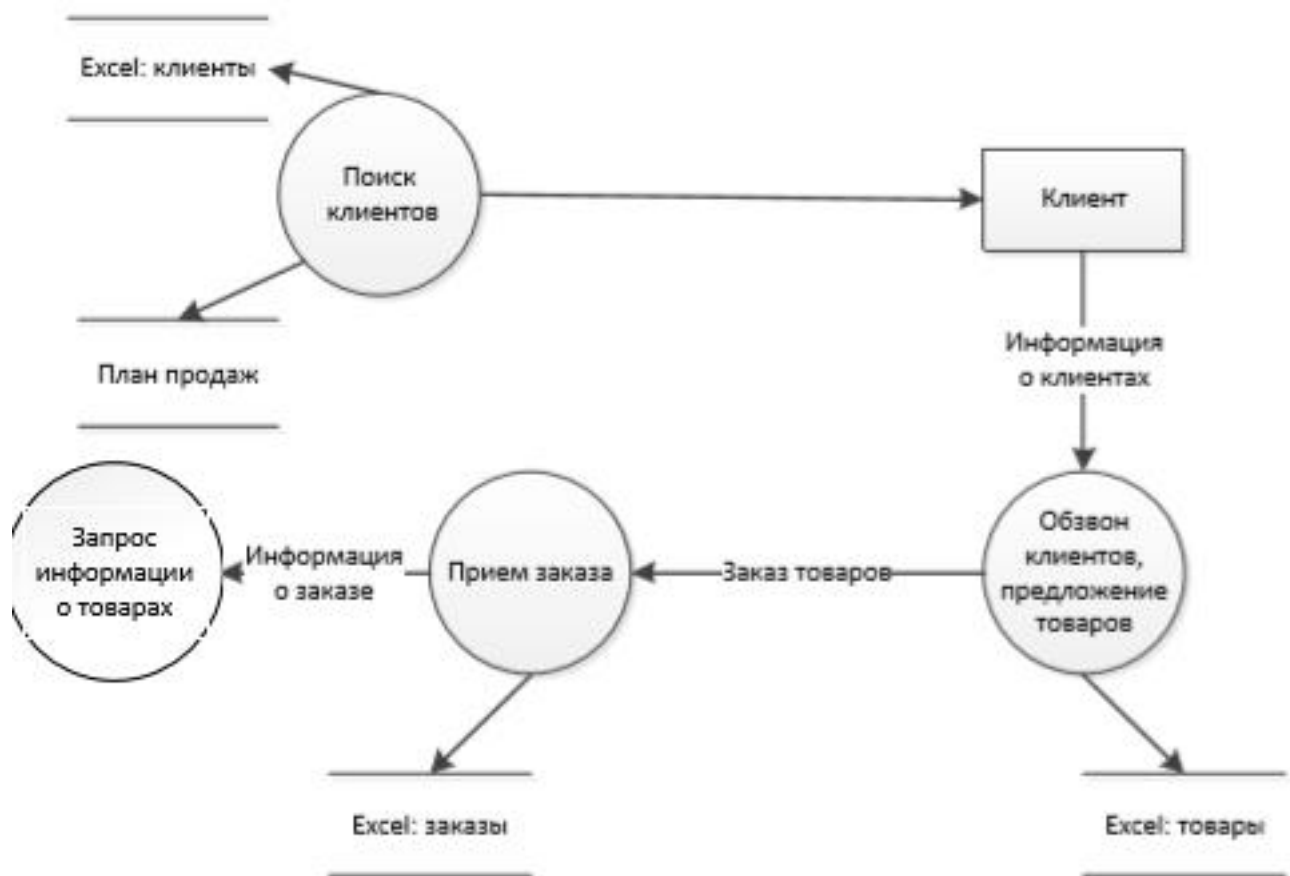 Excel: клиенты
Поиск
клиентов
Клиент
План продаж
Информация
о клиентах
Запрос
информации
о товарах
Информация
о заказе
Прием заказа
Заказ товаров
Обзвон
клиентов,
предложение
товаров
Excel: заказы
Excel: товары